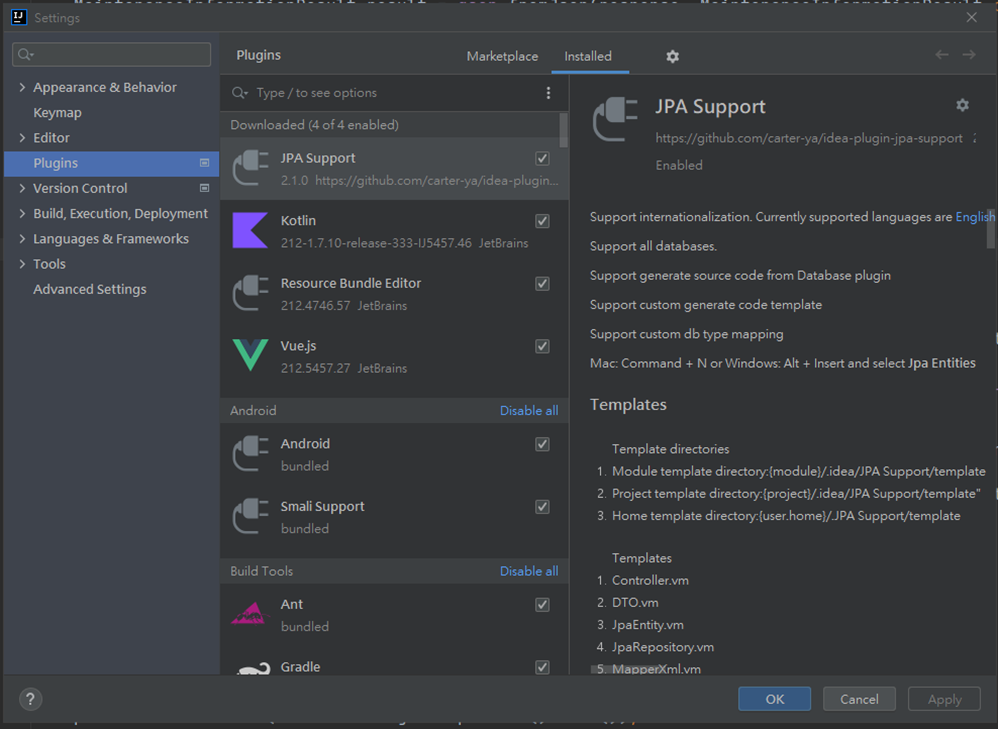 Settings
Appearance & Behavior
Keymap
Editor
Plugins
Version Control
Build, Execution, Deployment
Languages & Frameworks
Tools
Advanced Settings
Plugins
Marketplace
Installed
Type / to see options
Downloaded (4 of 4 enabled)
JPA Support
2.1.0 https://github.com/carter-ya/idea-plugin...
Kotlin
212-1.7.10-release-333-IJ5457.46 JetBrains
Resource Bundle Editor
212.4746.57 JetBrains
Vue.js
212.5457.27 JetBrains
Android Disable all
Android
bundled
Smali Support
bundled
Build Tools Disable all
Ant
bundled
Gradle
JPA Support
https://github.com/carter-ya/idea-plugin-jpa-support
Enabled
Support internationalization. Currently supported languages are English
Support all databases.
Support generate source code from Database plugin
Support custom generate code template
Support custom db type mapping
Mac: Command + N or Windows: Alt + Insert and select Jpa Entities
Templates
Template directories
1. Module template directory:{module}/.idea/JPA Support/template
2. Project template directory:{project}/.idea/JPA Support/template"
3. Home template directory:{user.home}/.JPA Support/template
Templates
1. Controller.vm
2. DTO.vm
3. JpaEntity.vm
4. JpaRepository.vm
5. MapperXml.vm
?
OK
Cancel
Apply